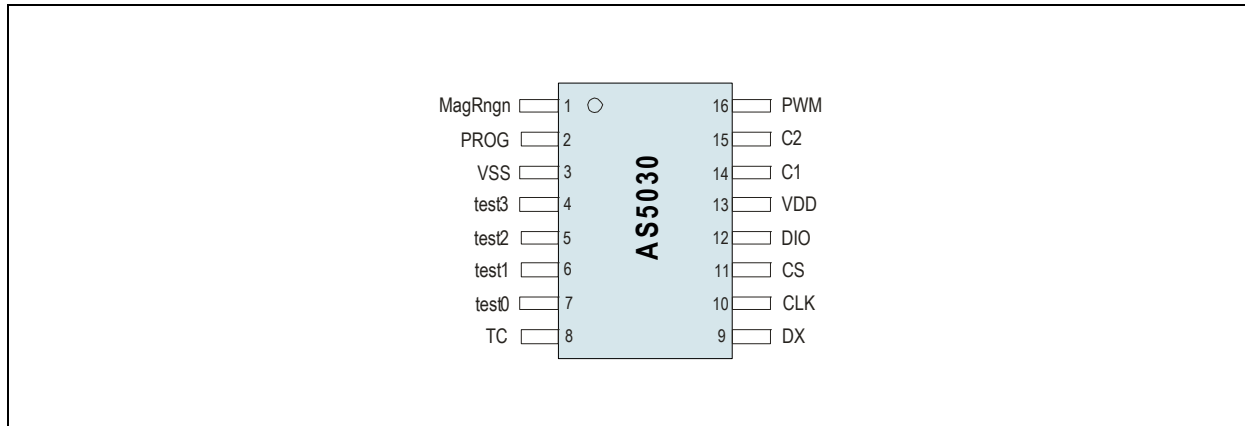 MagRngn 1 16 PWM
PROG 2 15 C2
VSS 3 14 C1
test3 4 13 VDD
test2 5 12 DIO
test1 6 11 CS
test0 7 10 CLK
TC 8 9 DX
AS5030